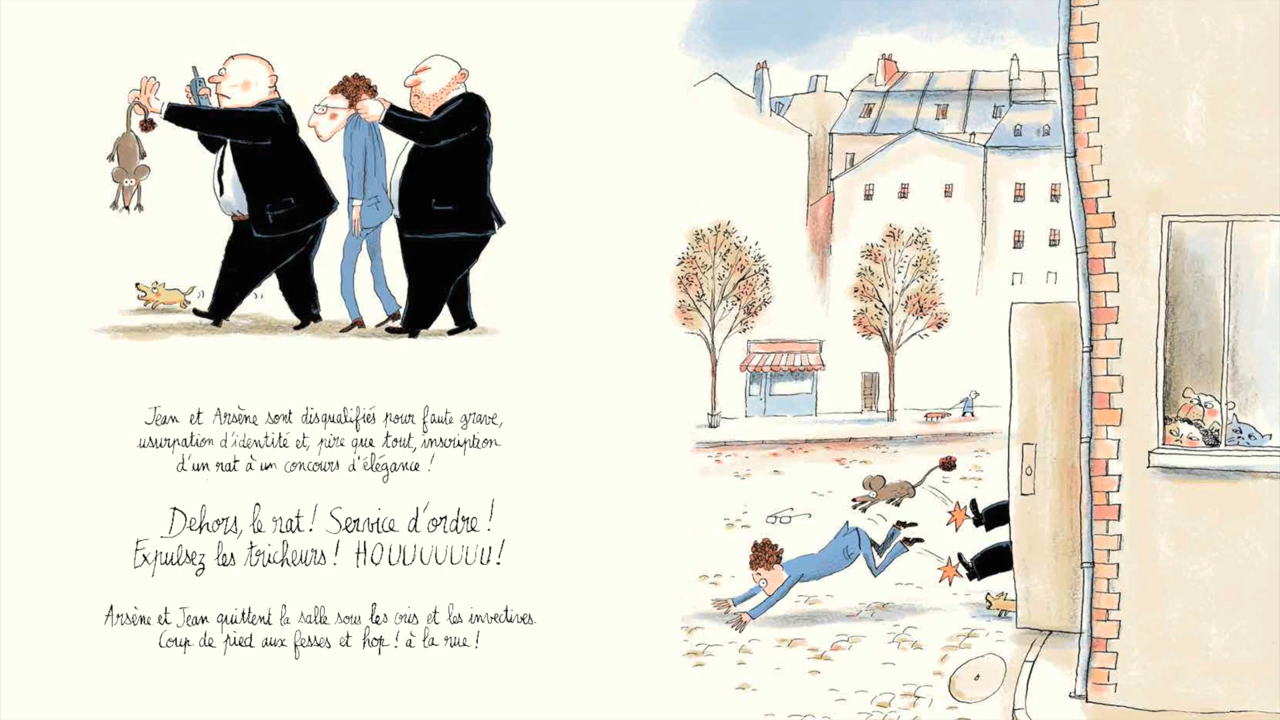 Jean et Arsène sont disqualifiés pour faute grave,
usurpation d'identité et, pire que tout, inscription
d'un rat à un concours d'élégance !
Dehors, le rat ! Service d'ordre !
Expulsez les tricheurs ! HOUUUUUUU !
Arsène et Jean quittent la salle sous les cris et les invectives.
Coup de pied aux fesses et hop ! à la rue !